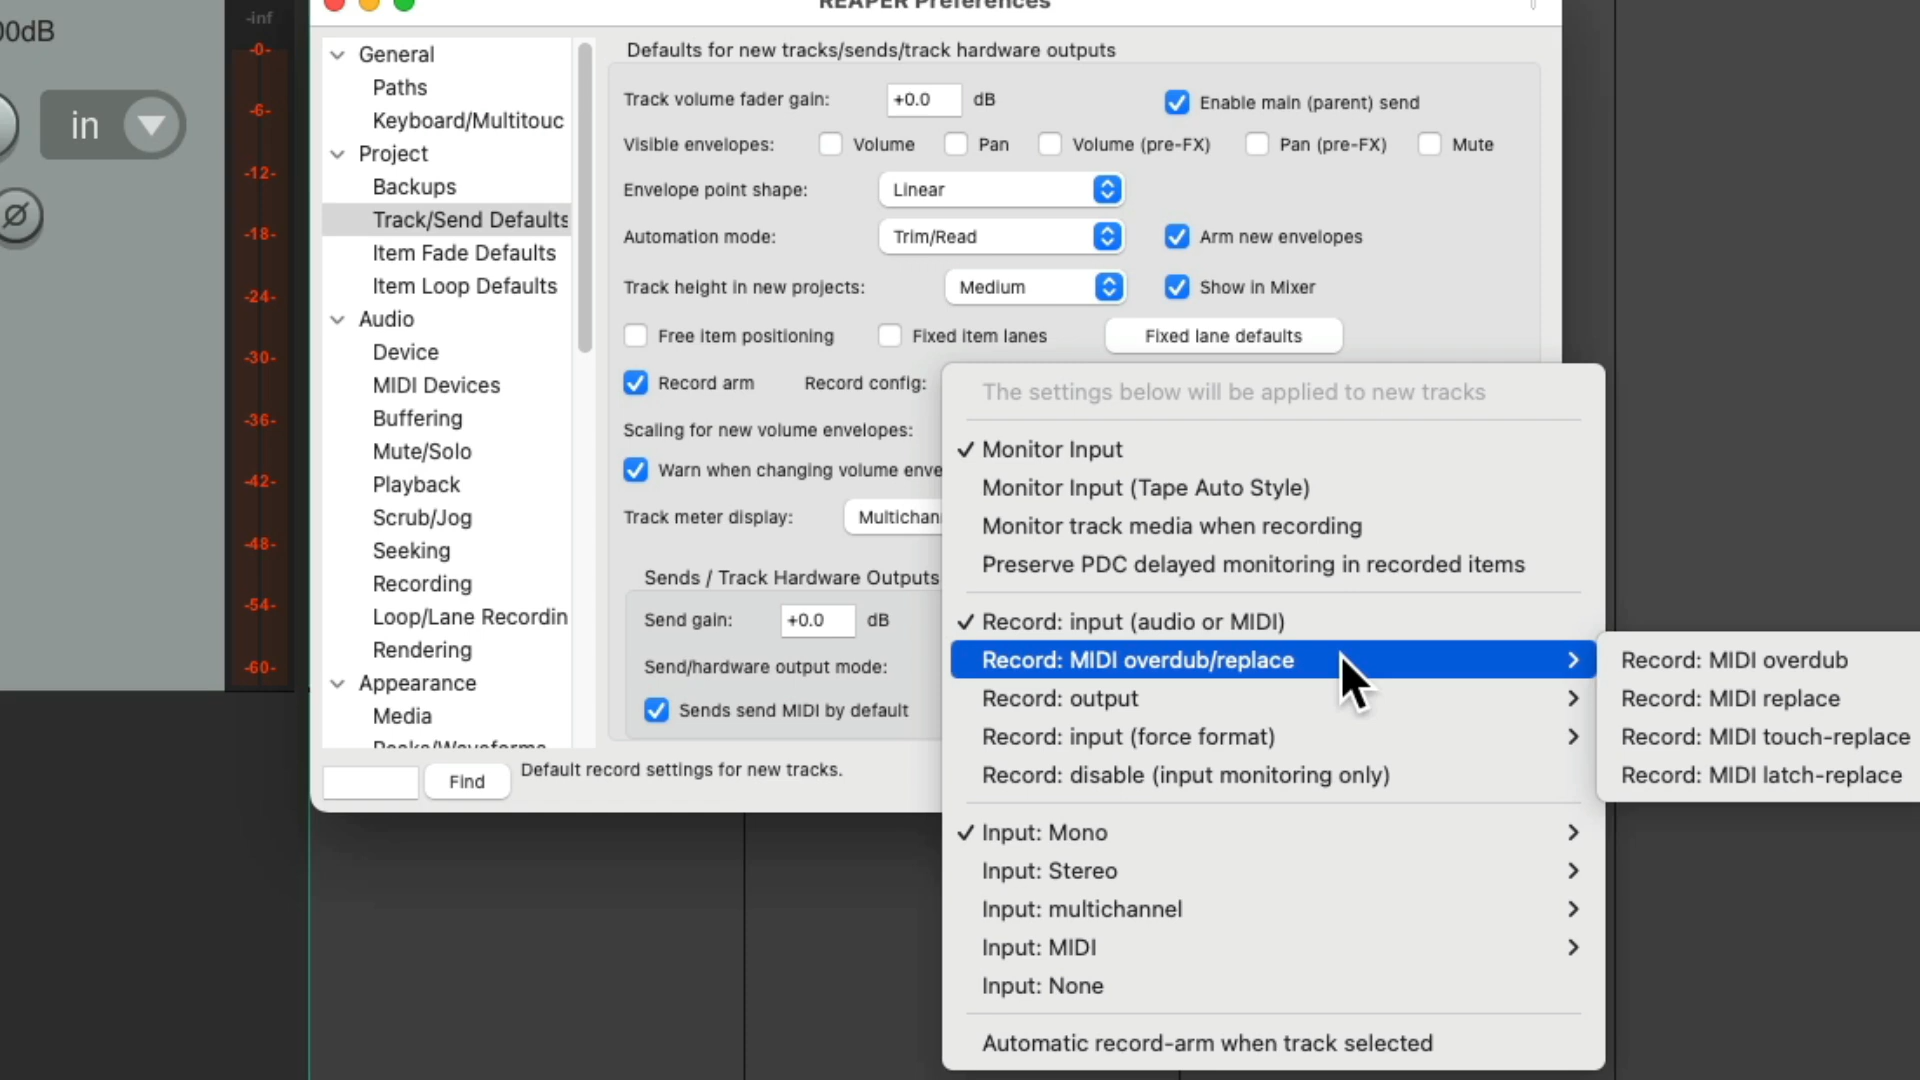 00dB
in
-inf
-0-
-6-
-12-
-18-
-24-
-30-
-36-
-42-
-48-
-54-
-60-
REAPER Preferences
General
Paths
Keyboard/Multitouc
Project
Backups
Track/Send Defaults
Item Fade Defaults
Item Loop Defaults
Audio
Device
MIDI Devices
Buffering
Mute/Solo
Playback
Scrub/Jog
Seeking
Recording
Loop/Lane Recordin
Rendering
Appearance
Media
Peaks/Waveforms
Find
Defaults for new tracks/sends/track hardware outputs
Track volume fader gain: +0.0 dB Enable main (parent) send
Visible envelopes: Volume Pan Volume (pre-FX) Pan (pre-FX) Mute
Envelope point shape: Linear
Automation mode: Trim/Read Arm new envelopes
Track height in new projects: Medium Show in Mixer
Free item positioning Fixed item lanes Fixed lane defaults
Record arm Record config:
Scaling for new volume envelopes:
Warn when changing volume enve
Track meter display: Multichan
Sends / Track Hardware Outputs
Send gain: +0.0 dB
Send/hardware output mode:
Sends send MIDI by default
Default record settings for new tracks.
The settings below will be applied to new tracks
Monitor Input
Monitor Input (Tape Auto Style)
Monitor track media when recording
Preserve PDC delayed monitoring in recorded items
Record: input (audio or MIDI)
Record: MIDI overdub/replace
Record: output
Record: input (force format)
Record: disable (input monitoring only)
Input: Mono
Input: Stereo
Input: multichannel
Input: MIDI
Input: None
Automatic record-arm when track selected
Record: MIDI overdub
Record: MIDI replace
Record: MIDI touch-replace
Record: MIDI latch-replace